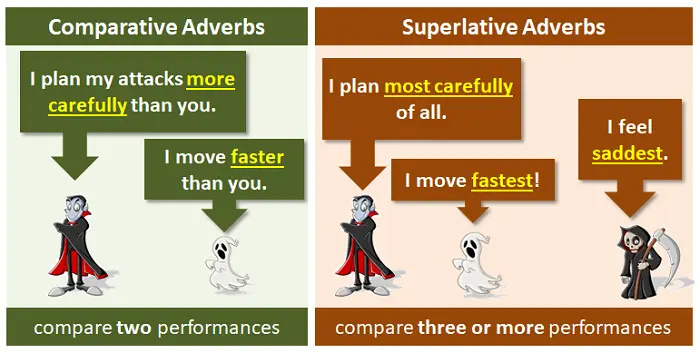 Comparative Adverbs
I plan my attacks more
carefully than you.
I move faster
than you.
compare two performances
Superlative Adverbs
I plan most carefully
of all.
I move fastest!
I feel
saddest.
compare three or more performances